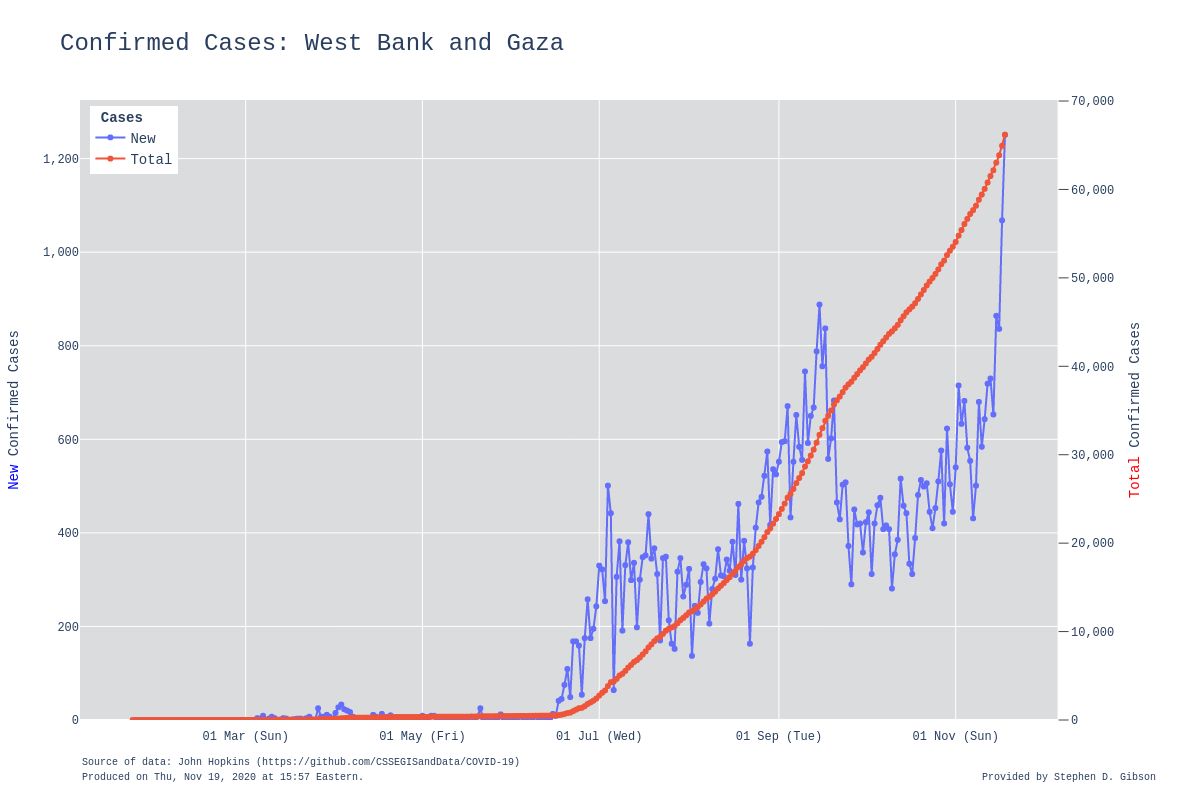 Confirmed Cases: West Bank and Gaza
Cases
New
Total
1,200
1,000
800
600
400
200
0
70,000
60,000
50,000
40,000
30,000
20,000
10,000
0
New Confirmed Cases
Total Confirmed Cases
01 Mar (Sun)
01 May (Fri)
01 Jul (Wed)
01 Sep (Tue)
01 Nov (Sun)
Source of data: John Hopkins (https://github.com/CSSEGISandData/COVID-19)
Produced on Thu, Nov 19, 2020 at 15:57 Eastern.
Provided by Stephen D. Gibson